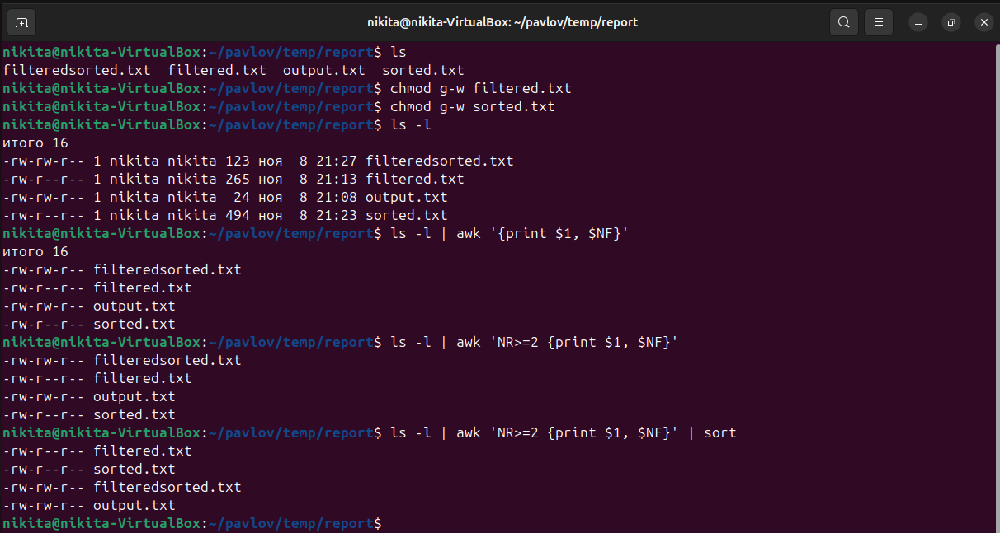 nikita@nikita-VirtualBox: ~/pavlov/temp/report
nikita@nikita-VirtualBox:~/pavlov/temp/report$ ls
filteredsorted.txt  filtered.txt  output.txt  sorted.txt
nikita@nikita-VirtualBox:~/pavlov/temp/report$ chmod g-w filtered.txt
nikita@nikita-VirtualBox:~/pavlov/temp/report$ chmod g-w sorted.txt
nikita@nikita-VirtualBox:~/pavlov/temp/report$ ls -l
итого 16
-rw-rw-r-- 1 nikita nikita 123 ноя  8 21:27 filteredsorted.txt
-rw-r--r-- 1 nikita nikita 265 ноя  8 21:13 filtered.txt
-rw-rw-r-- 1 nikita nikita  24 ноя  8 21:08 output.txt
-rw-r--r-- 1 nikita nikita 494 ноя  8 21:23 sorted.txt
nikita@nikita-VirtualBox:~/pavlov/temp/report$ ls -l | awk '{print $1, $NF}'
итого 16
-rw-rw-r-- filteredsorted.txt
-rw-r--r-- filtered.txt
-rw-rw-r-- output.txt
-rw-r--r-- sorted.txt
nikita@nikita-VirtualBox:~/pavlov/temp/report$ ls -l | awk 'NR>=2 {print $1, $NF}'
-rw-rw-r-- filteredsorted.txt
-rw-r--r-- filtered.txt
-rw-rw-r-- output.txt
-rw-r--r-- sorted.txt
nikita@nikita-VirtualBox:~/pavlov/temp/report$ ls -l | awk 'NR>=2 {print $1, $NF}' | sort
-rw-r--r-- filtered.txt
-rw-r--r-- sorted.txt
-rw-rw-r-- filteredsorted.txt
-rw-rw-r-- output.txt
nikita@nikita-VirtualBox:~/pavlov/temp/report$